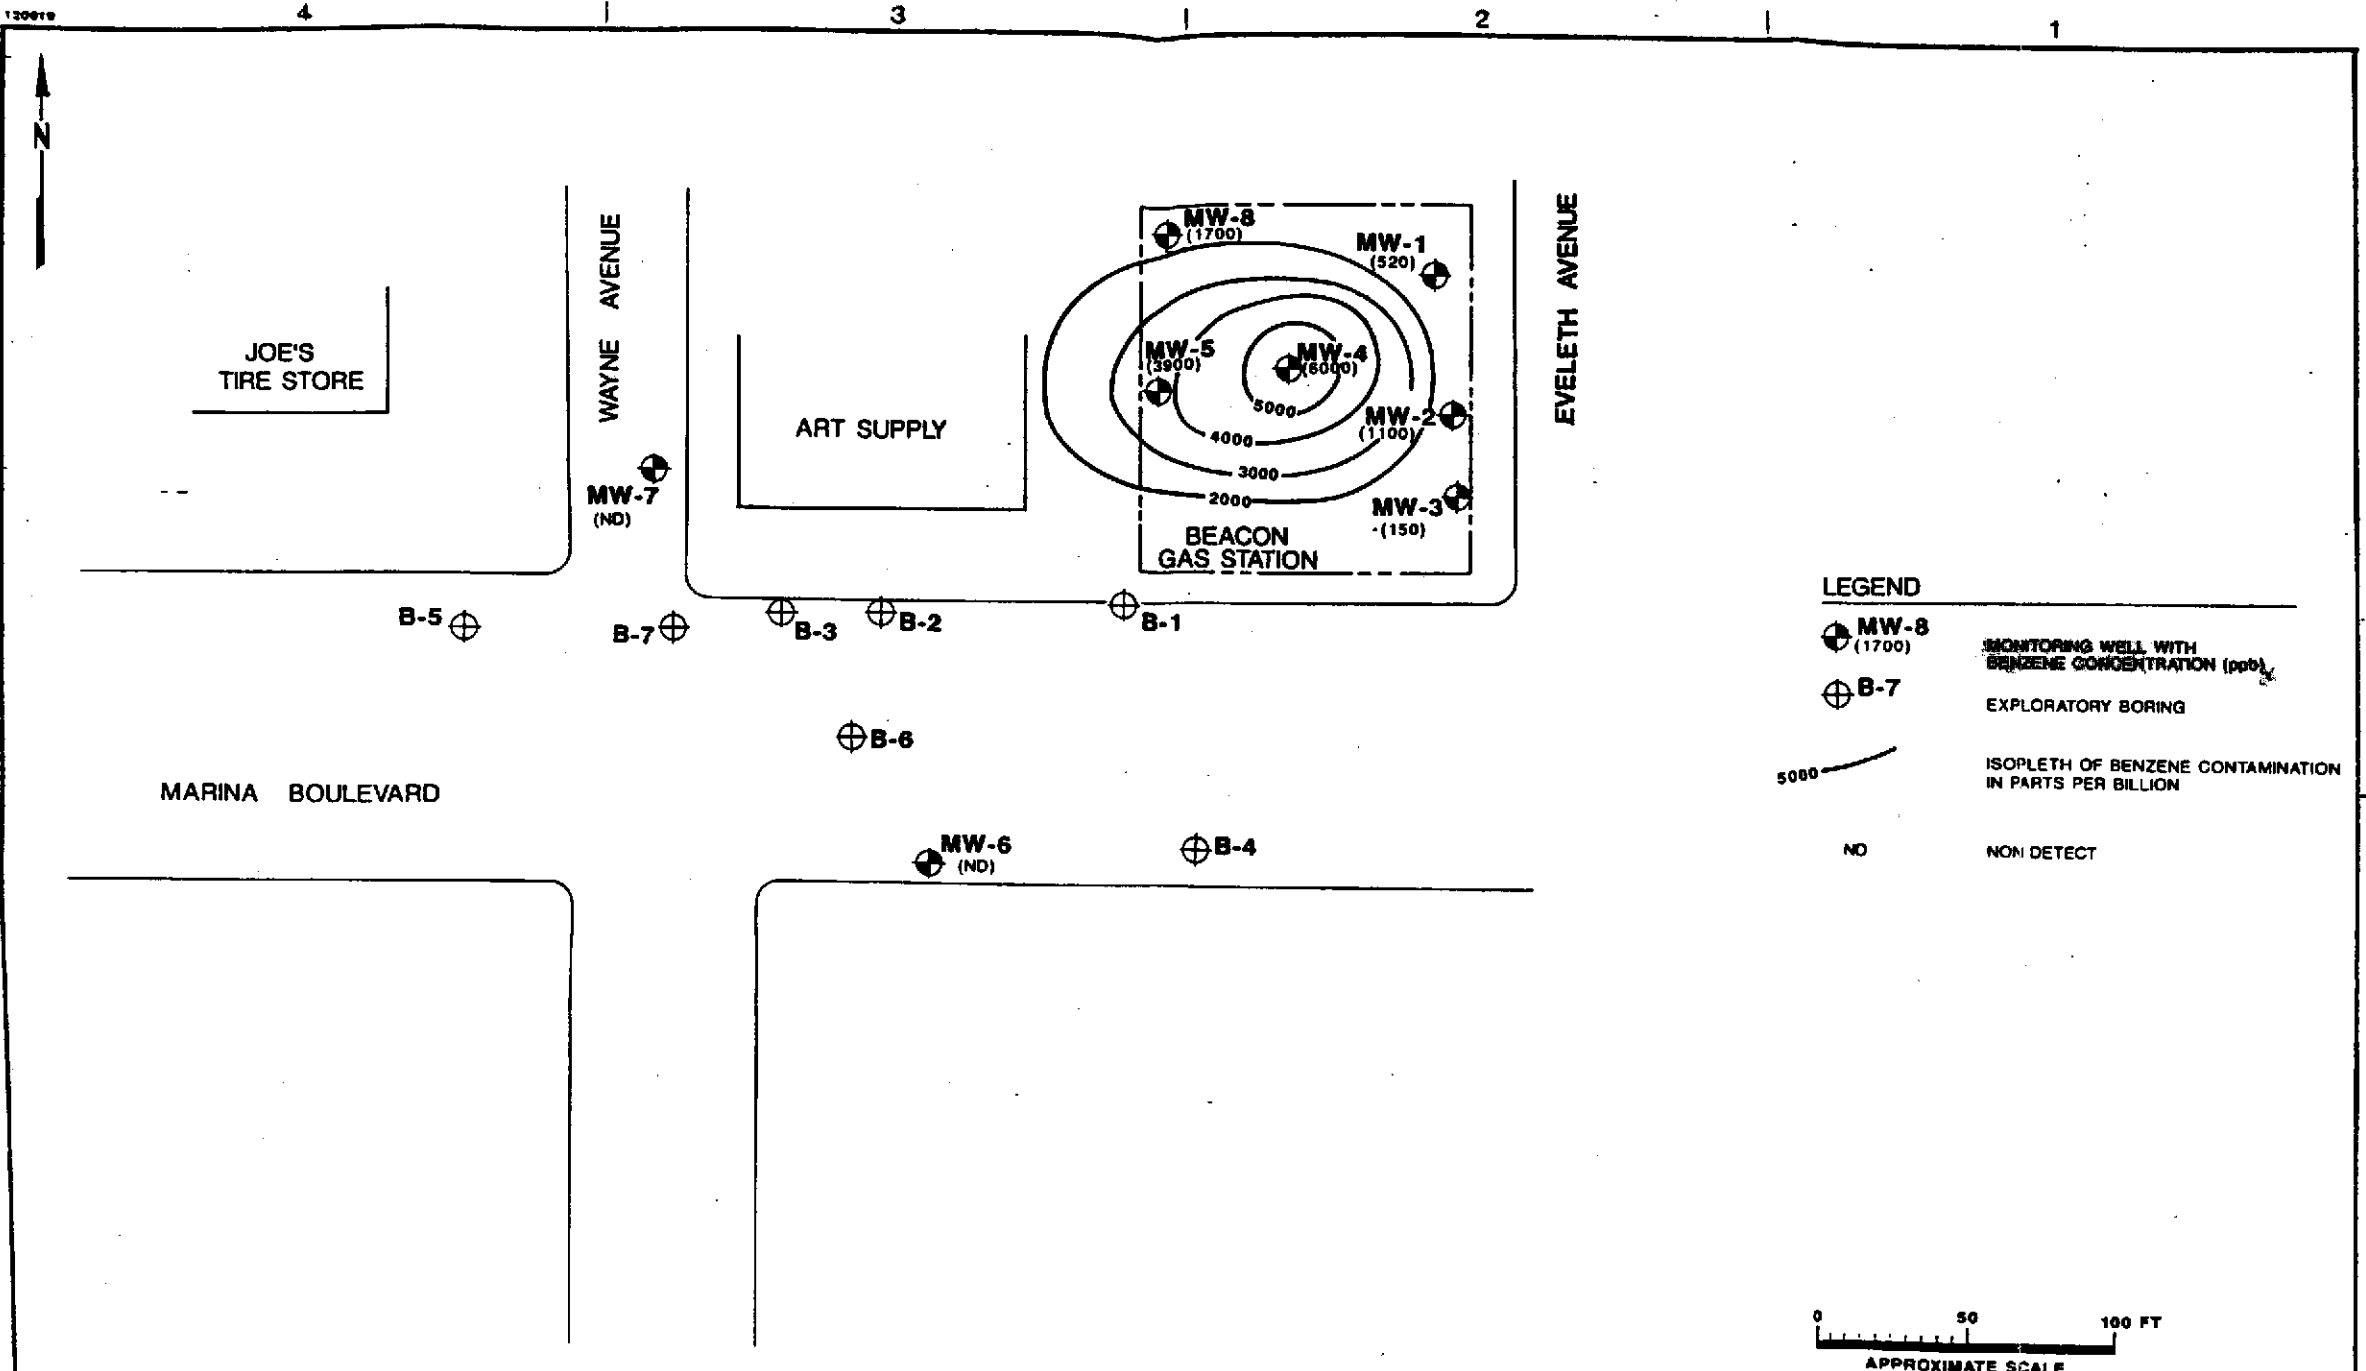 120619
4
3
2
1
N
WAYNE AVENUE
EVELETH AVENUE
MW-8
(1700)
MW-1
(520)
JOE'S
TIRE STORE
MW-5
(3900)
MW-4
(6000)
5000
MW-2
(1100)
4000
ART SUPPLY
3000
2000
MW-7
(ND)
MW-3
(150)
BEACON
GAS STATION
B-5
B-7
B-3
B-2
B-1
B-6
MARINA BOULEVARD
MW-6
(ND)
B-4
LEGEND
MW-8
(1700)
MONITORING WELL WITH
BENZENE CONCENTRATION (ppb)
B-7
EXPLORATORY BORING
5000
ISOPLETH OF BENZENE CONTAMINATION
IN PARTS PER BILLION
ND
NON DETECT
0 50 100 FT
APPROXIMATE SCALE